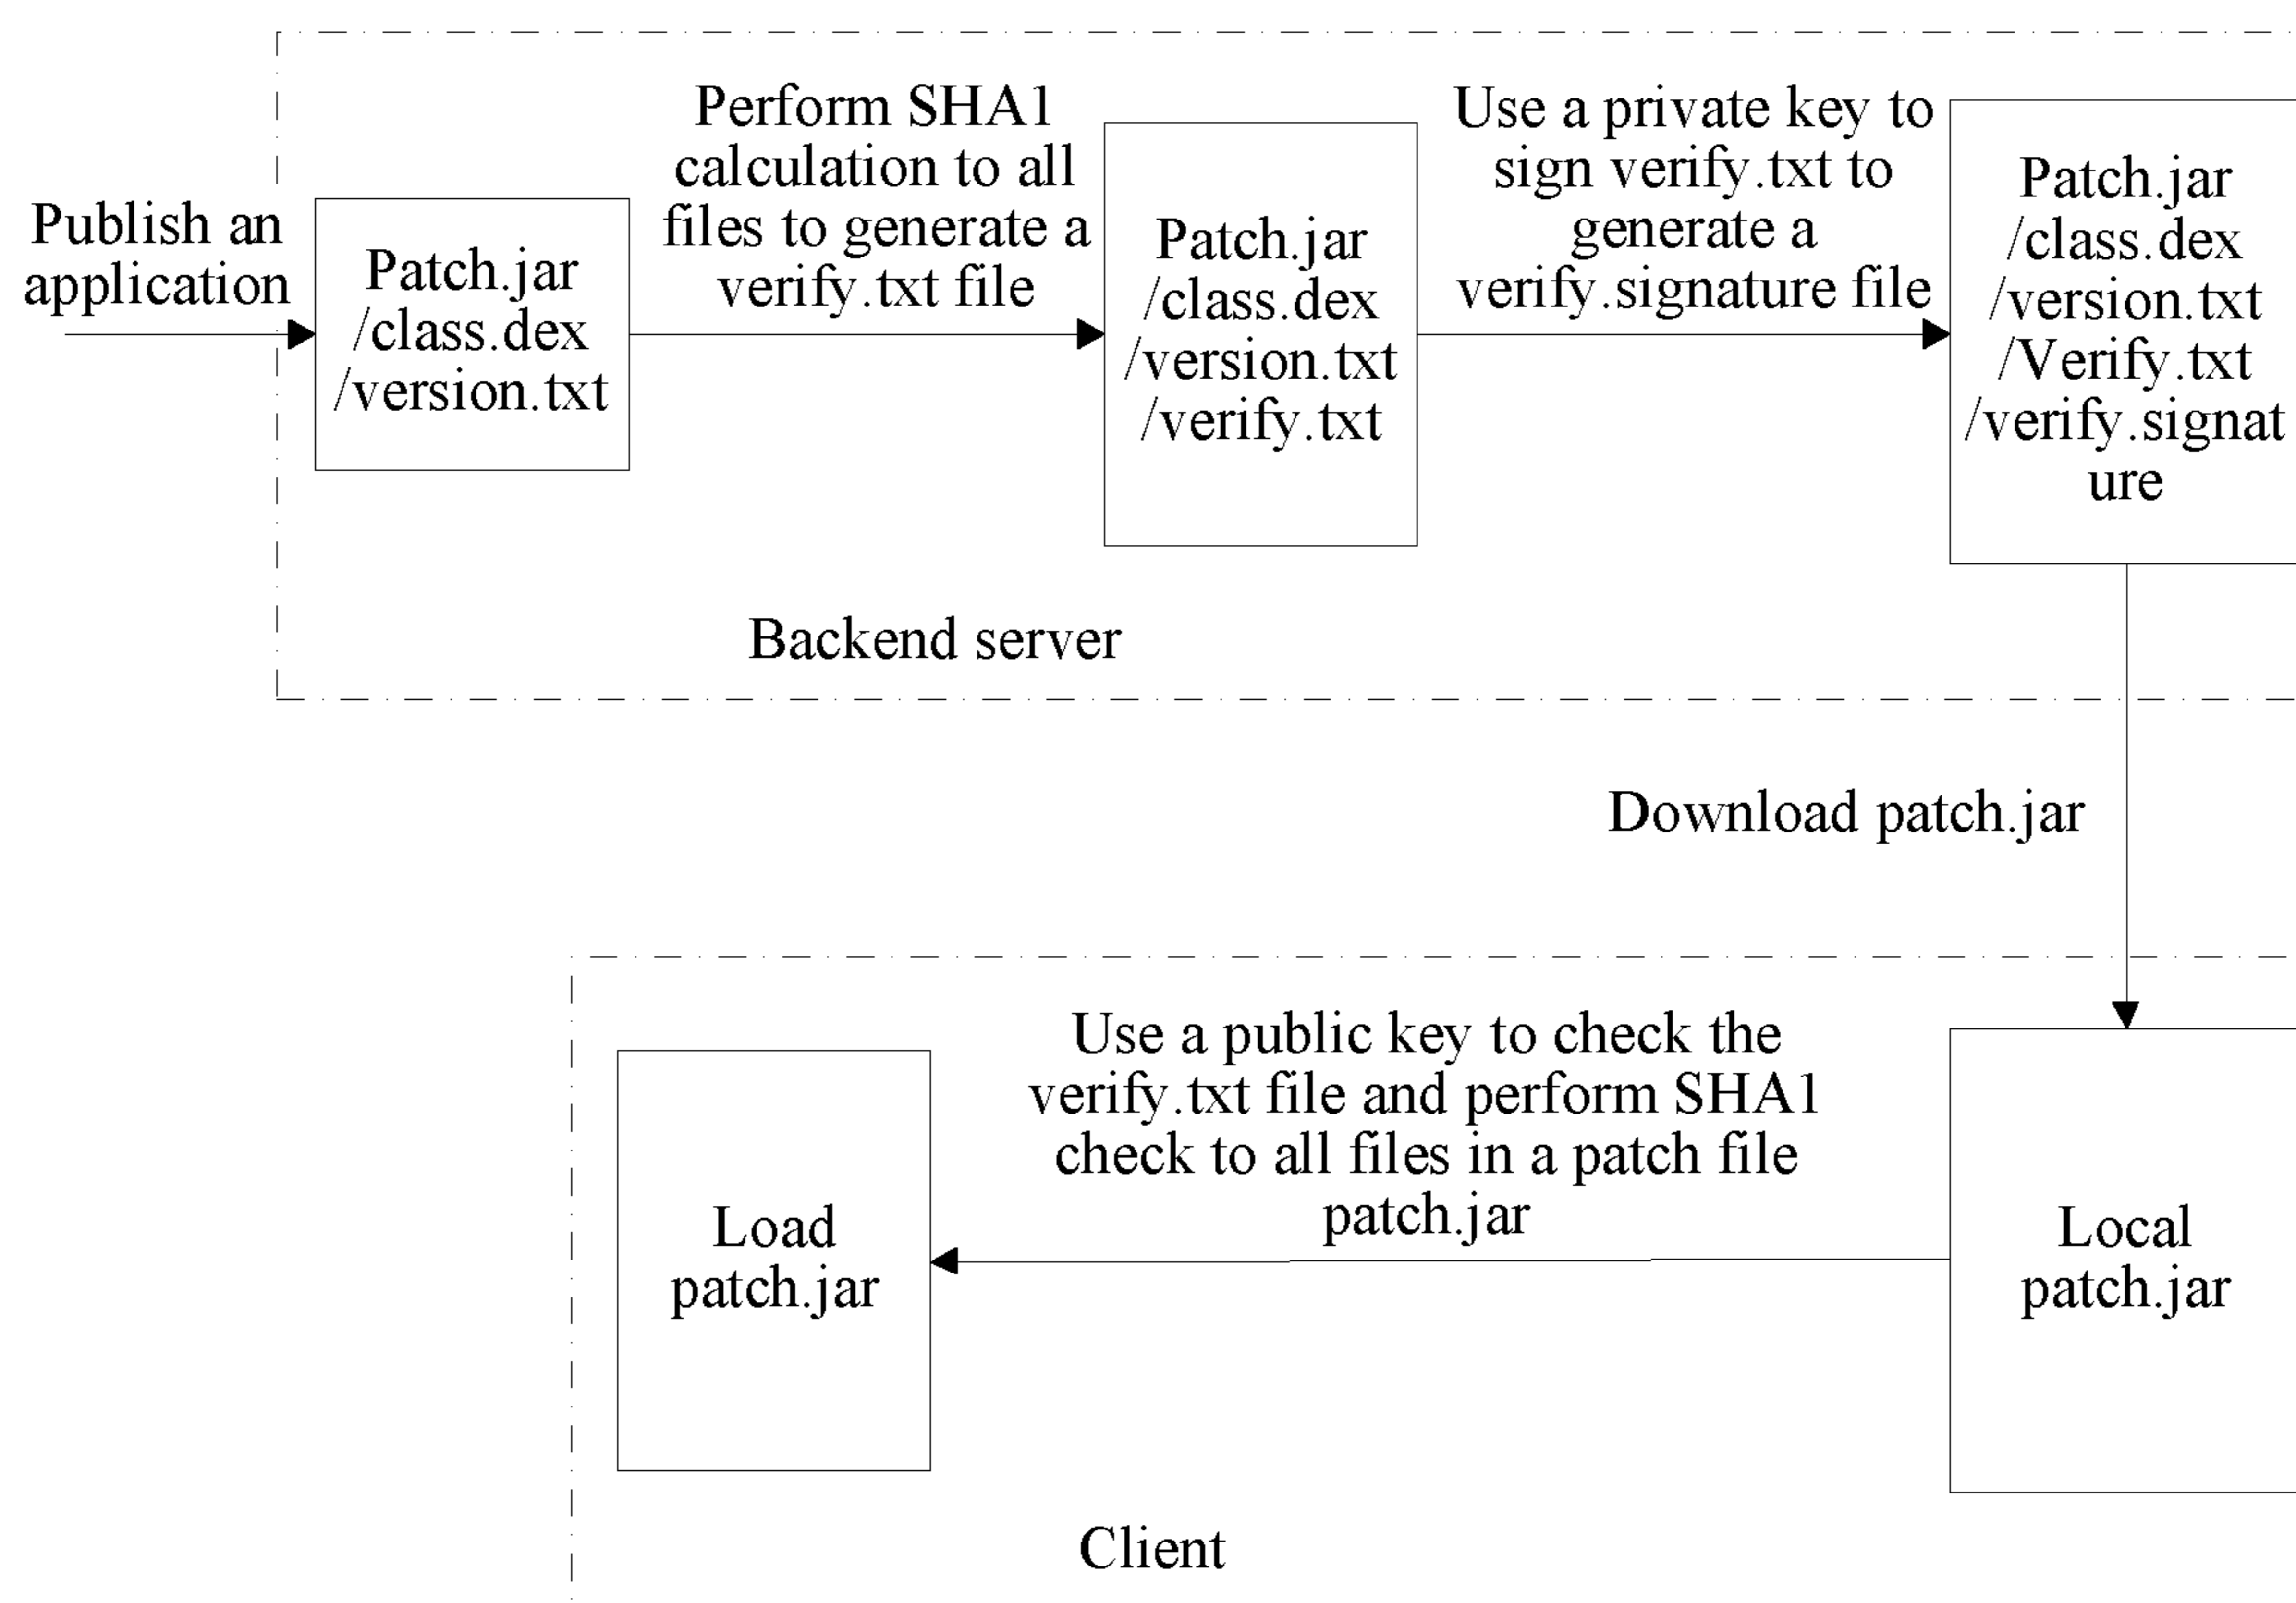 Publish an
application
Patch.jar
/class.dex
/version.txt
Perform SHA1
calculation to all
files to generate a
verify.txt file
Patch.jar
/class.dex
/version.txt
/verify.txt
Use a private key to
sign verify.txt to
generate a
verify.signature file
Patch.jar
/class.dex
/version.txt
/Verify.txt
/verify.signat
ure
Backend server
Download patch.jar
Use a public key to check the
verify.txt file and perform SHA1
check to all files in a patch file
patch.jar
Load
patch.jar
Local
patch.jar
Client